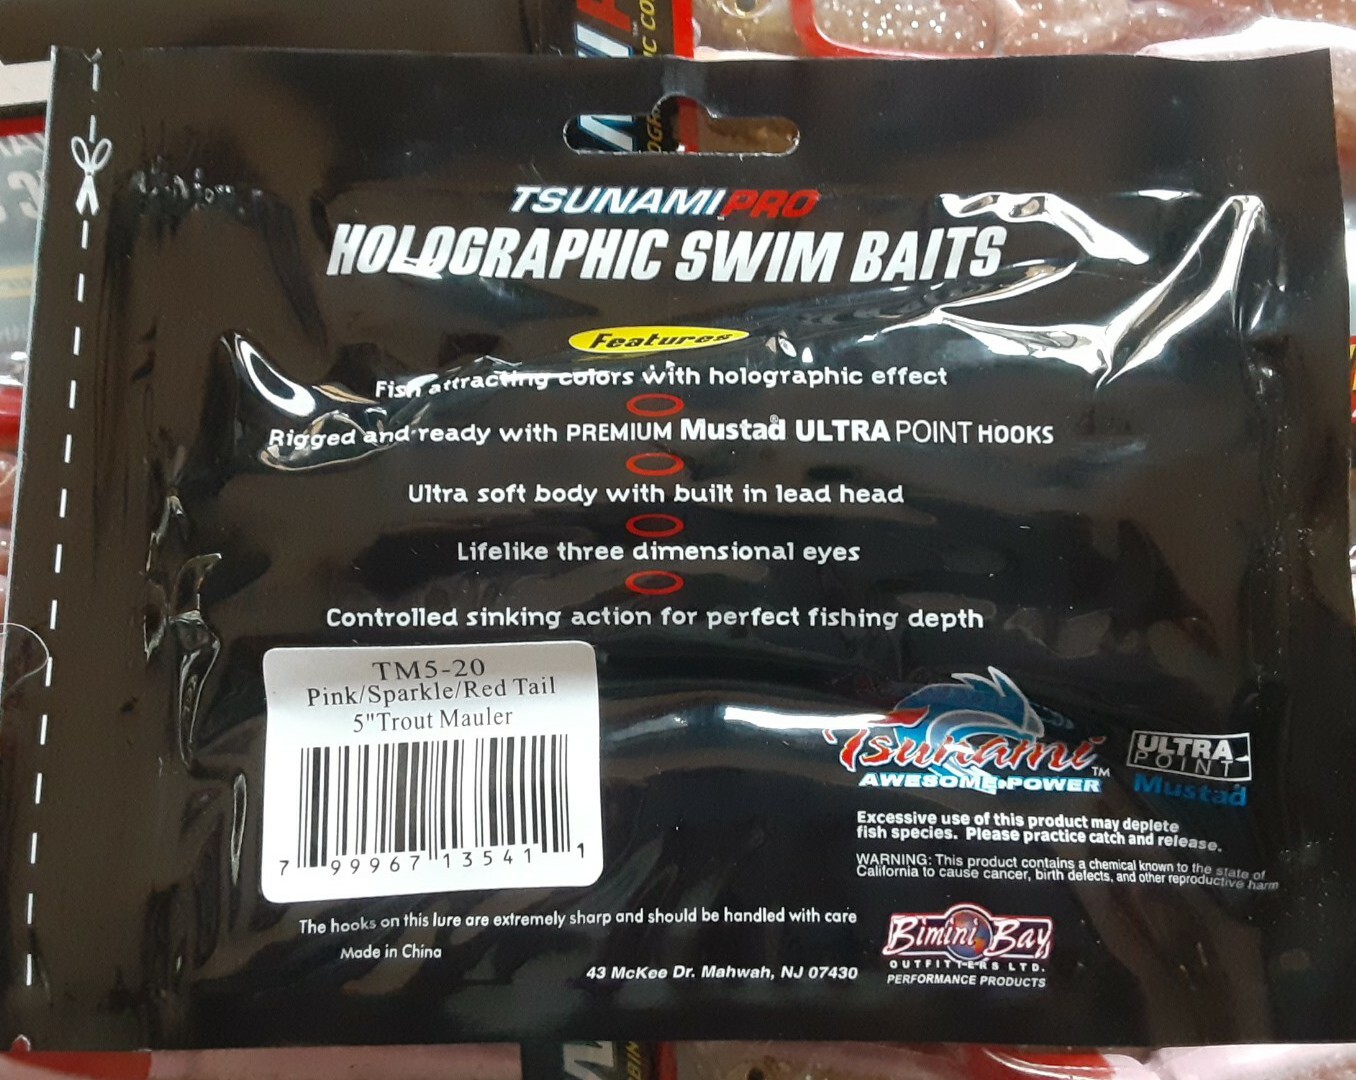 TSUNAMI PRO
HOLOGRAPHIC SWIM BAITS
Features
Fish attracting colors with holographic effect
Rigged and ready with PREMIUM Mustad® ULTRA POINT HOOKS
Ultra soft body with built in lead head
Lifelike three dimensional eyes
Controlled sinking action for perfect fishing depth
TM5-20
Pink/Sparkle/Red Tail
5"Trout Mauler
7 99967 13541 1
Tsunami™
AWESOME POWER
ULTRA
POINT
Mustad
Excessive use of this product may deplete
fish species. Please practice catch and release.
WARNING: This product contains a chemical known to the state of
California to cause cancer, birth defects, and other reproductive harm
The hooks on this lure are extremely sharp and should be handled with care
Made in China
43 McKee Dr. Mahwah, NJ 07430
Bimini Bay
OUTFITTERS LTD.
PERFORMANCE PRODUCTS